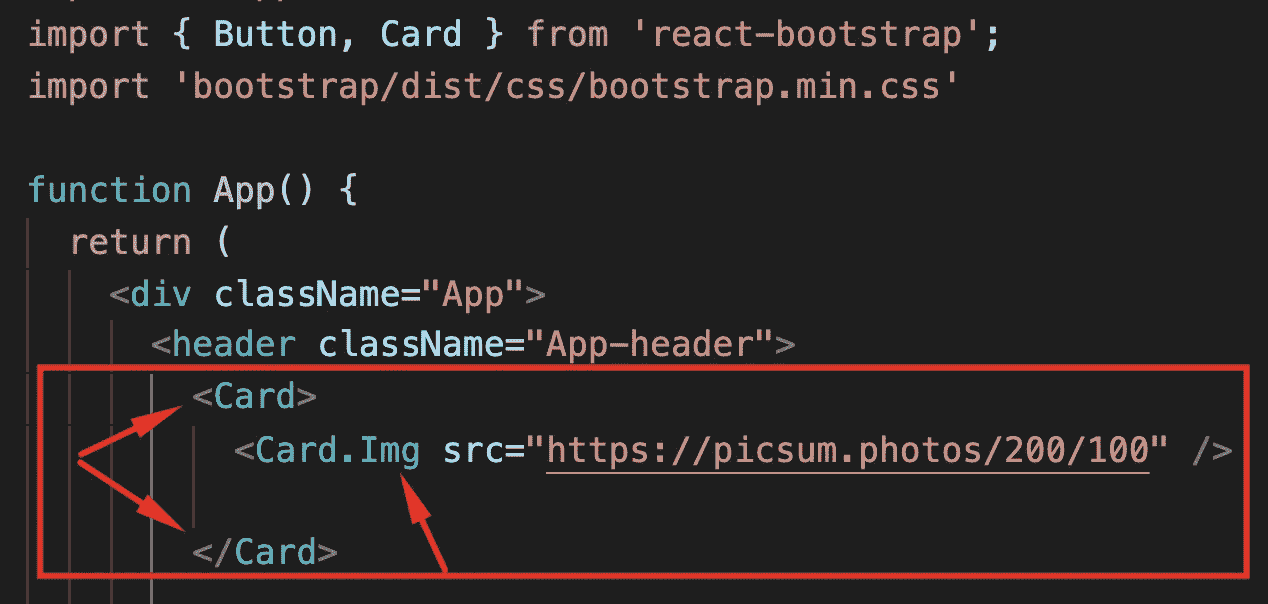 import { Button, Card } from 'react-bootstrap';
import 'bootstrap/dist/css/bootstrap.min.css'
function App() {
return (
<div className="App">
<header className="App-header">
<Card>
<Card.Img src="https://picsum.photos/200/100" />
</Card>